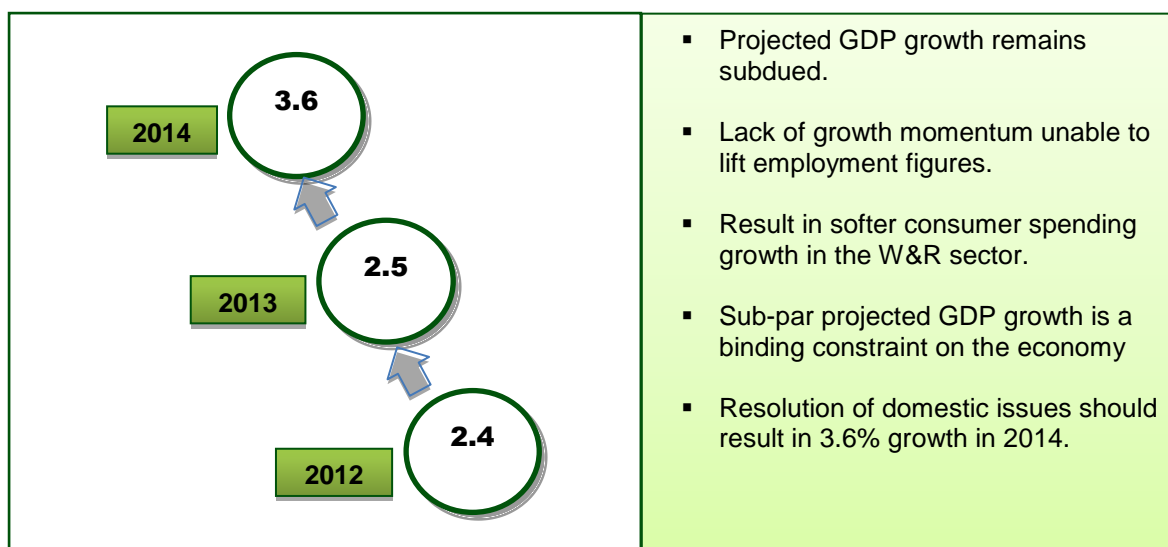 3.6
2014
2.5
2013
2.4
2012
▪ Projected GDP growth remains
subdued.
▪ Lack of growth momentum unable to
lift employment figures.
▪ Result in softer consumer spending
growth in the W&R sector.
▪ Sub-par projected GDP growth is a
binding constraint on the economy
▪ Resolution of domestic issues should
result in 3.6% growth in 2014.